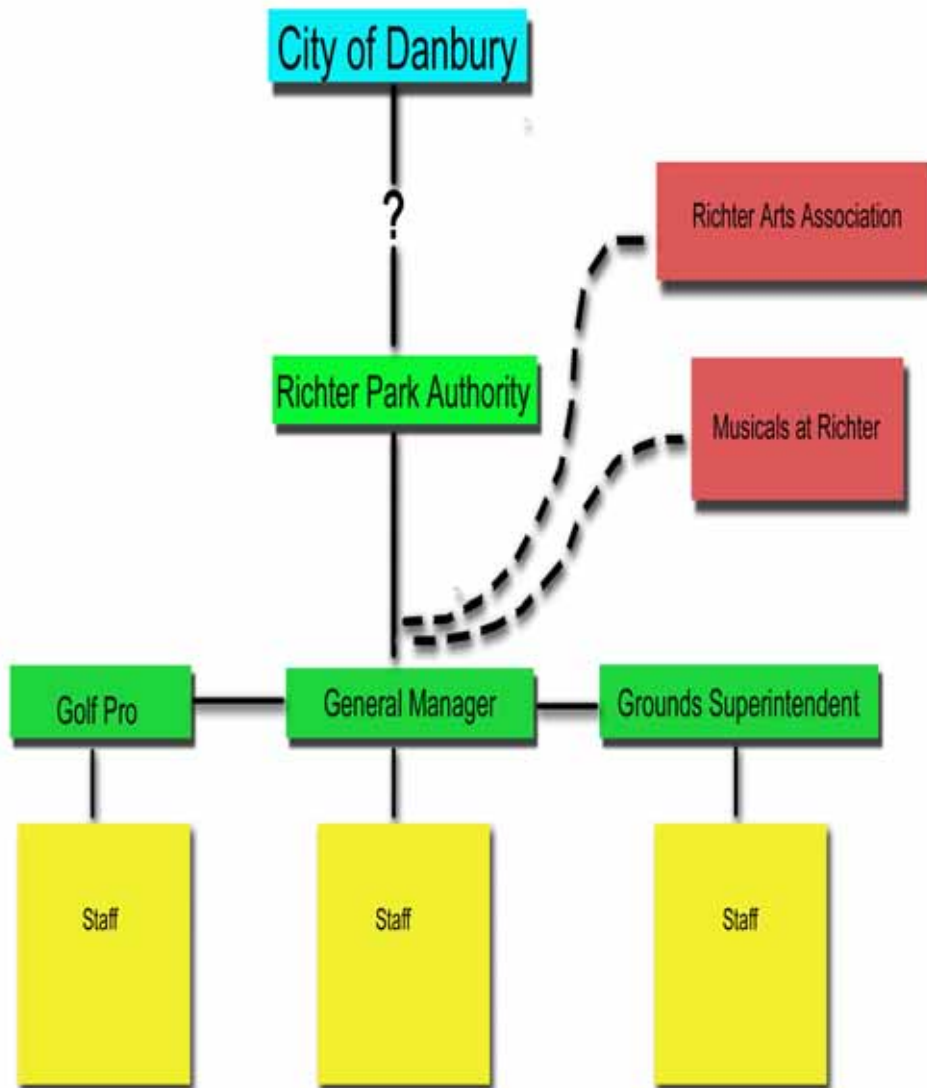 City of Danbury
?
Richter Arts Association
Richter Park Authority
Musicals at Richter
Golf Pro
General Manager
Grounds Superintendent
Staff
Staff
Staff